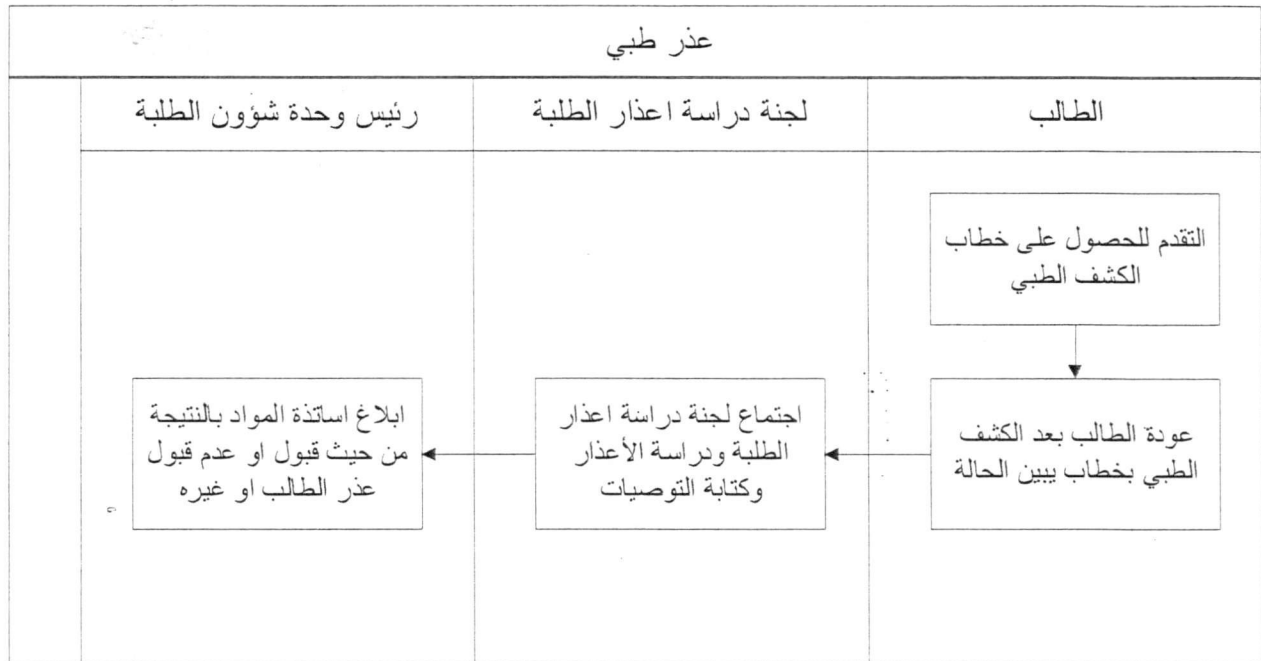 عذر طبي
الطالب
لجنة دراسة اعذار الطلبة
رئيس وحدة شؤون الطلبة
التقدم للحصول على خطاب
الكشف الطبي
عودة الطالب بعد الكشف
الطبي بخطاب يبين الحالة
اجتماع لجنة دراسة اعذار
الطلبة ودراسة الأعذار
وكتابة التوصيات
ابلاغ اساتذة المواد بالنتيجة
من حيث قبول او عدم قبول
عذر الطالب او غيره